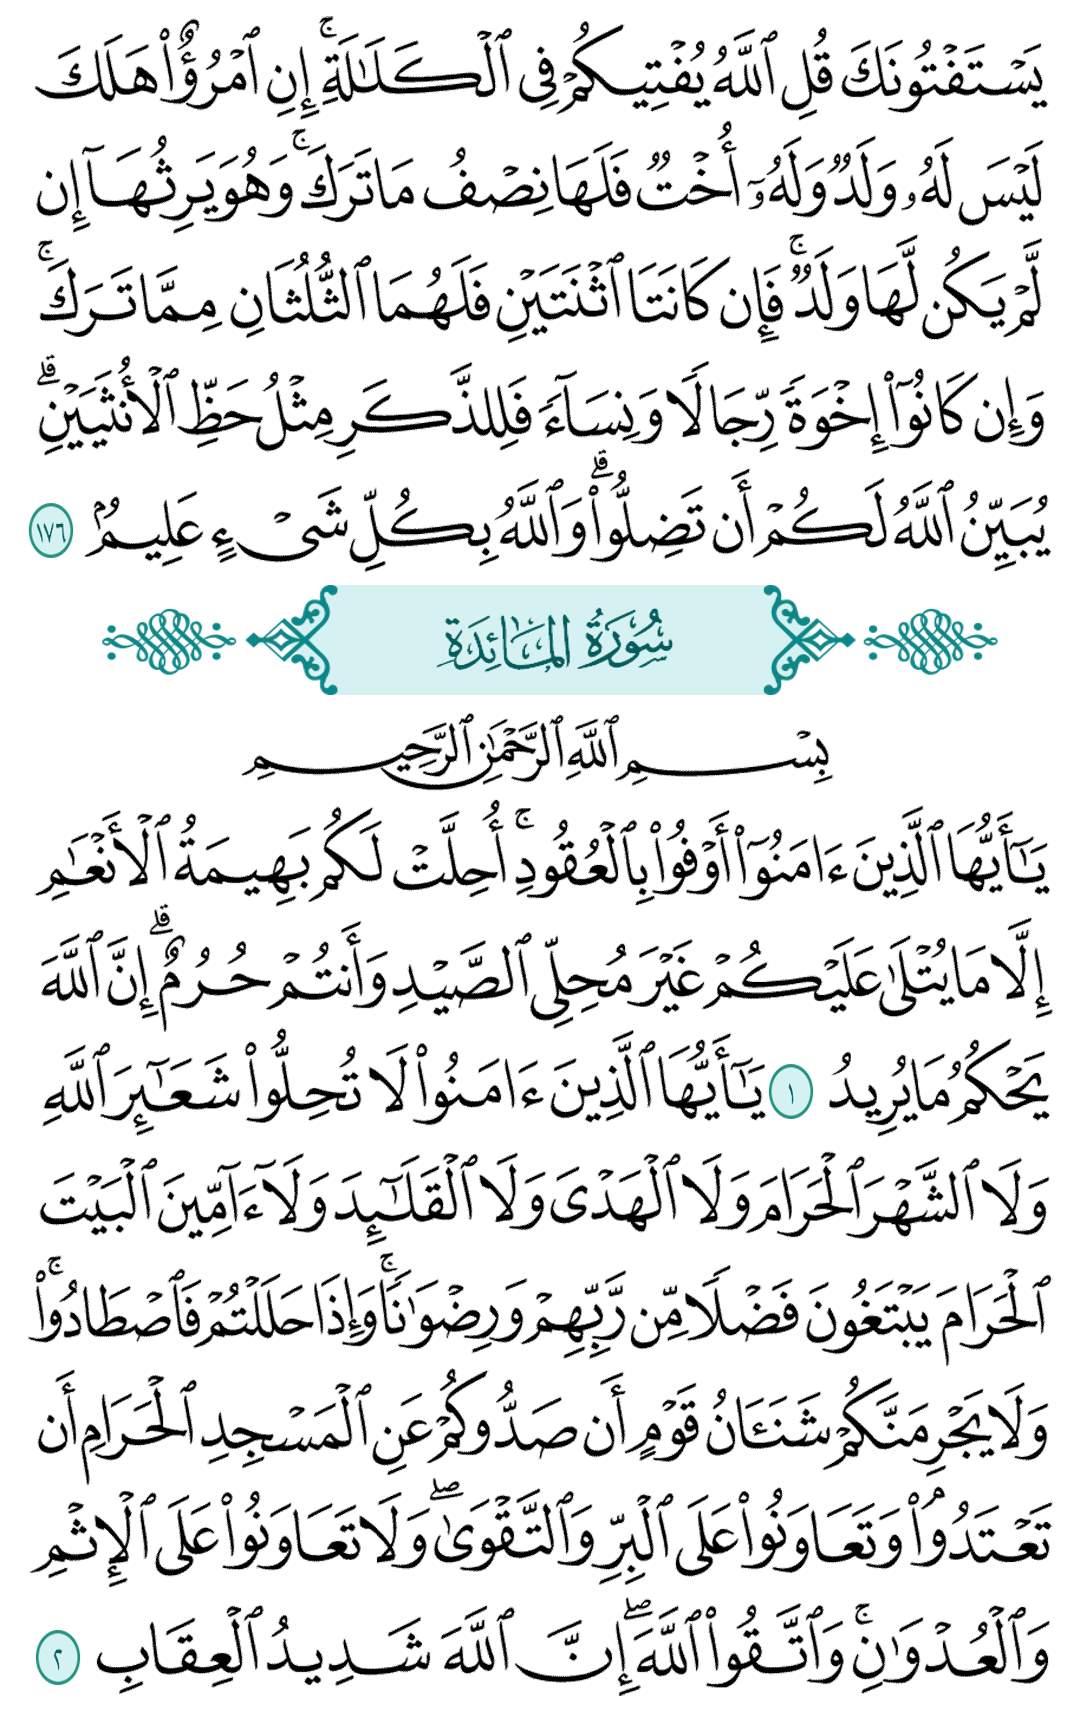 يَسْتَفْتُونَكَ قُلِ ٱللَّهُ يُفْتِيكُمْ فِى ٱلْكَلَـٰلَةِ ۚ إِنِ ٱمْرُؤٌا۟ هَلَكَ
لَيْسَ لَهُۥ وَلَدٌ وَلَهُۥٓ أُخْتٌ فَلَهَا نِصْفُ مَا تَرَكَ ۚ وَهُوَ يَرِثُهَآ إِن
لَّمْ يَكُن لَّهَا وَلَدٌ ۚ فَإِن كَانَتَا ٱثْنَتَيْنِ فَلَهُمَا ٱلثُّلُثَانِ مِمَّا تَرَكَ ۚ
وَإِن كَانُوٓا۟ إِخْوَةً رِّجَالًا وَنِسَآءً فَلِلذَّكَرِ مِثْلُ حَظِّ ٱلْأُنثَيَيْنِ ۗ
يُبَيِّنُ ٱللَّهُ لَكُمْ أَن تَضِلُّوا۟ ۗ وَٱللَّهُ بِكُلِّ شَىْءٍ عَلِيمٌۢ ١٧٦
سُورَةُ المَائِدَةِ
بِسْمِ ٱللَّهِ ٱلرَّحْمَـٰنِ ٱلرَّحِيمِ
يَـٰٓأَيُّهَا ٱلَّذِينَ ءَامَنُوٓا۟ أَوْفُوا۟ بِٱلْعُقُودِ ۚ أُحِلَّتْ لَكُم بَهِيمَةُ ٱلْأَنْعَـٰمِ
إِلَّا مَا يُتْلَىٰ عَلَيْكُمْ غَيْرَ مُحِلِّى ٱلصَّيْدِ وَأَنتُمْ حُرُمٌ ۗ إِنَّ ٱللَّهَ
يَحْكُمُ مَا يُرِيدُ ١ يَـٰٓأَيُّهَا ٱلَّذِينَ ءَامَنُوا۟ لَا تُحِلُّوا۟ شَعَـٰٓئِرَ ٱللَّهِ
وَلَا ٱلشَّهْرَ ٱلْحَرَامَ وَلَا ٱلْهَدْىَ وَلَا ٱلْقَلَـٰٓئِدَ وَلَآ ءَآمِّينَ ٱلْبَيْتَ
ٱلْحَرَامَ يَبْتَغُونَ فَضْلًا مِّن رَّبِّهِمْ وَرِضْوَٰنًا ۚ وَإِذَا حَلَلْتُمْ فَٱصْطَادُوا۟ ۚ
وَلَا يَجْرِمَنَّكُمْ شَنَـَٔانُ قَوْمٍ أَن صَدُّوكُمْ عَنِ ٱلْمَسْجِدِ ٱلْحَرَامِ أَن
تَعْتَدُوا۟ ۘ وَتَعَاوَنُوا۟ عَلَى ٱلْبِرِّ وَٱلتَّقْوَىٰ ۖ وَلَا تَعَاوَنُوا۟ عَلَى ٱلْإِثْمِ
وَٱلْعُدْوَٰنِ ۚ وَٱتَّقُوا۟ ٱللَّهَ ۖ إِنَّ ٱللَّهَ شَدِيدُ ٱلْعِقَابِ ٢